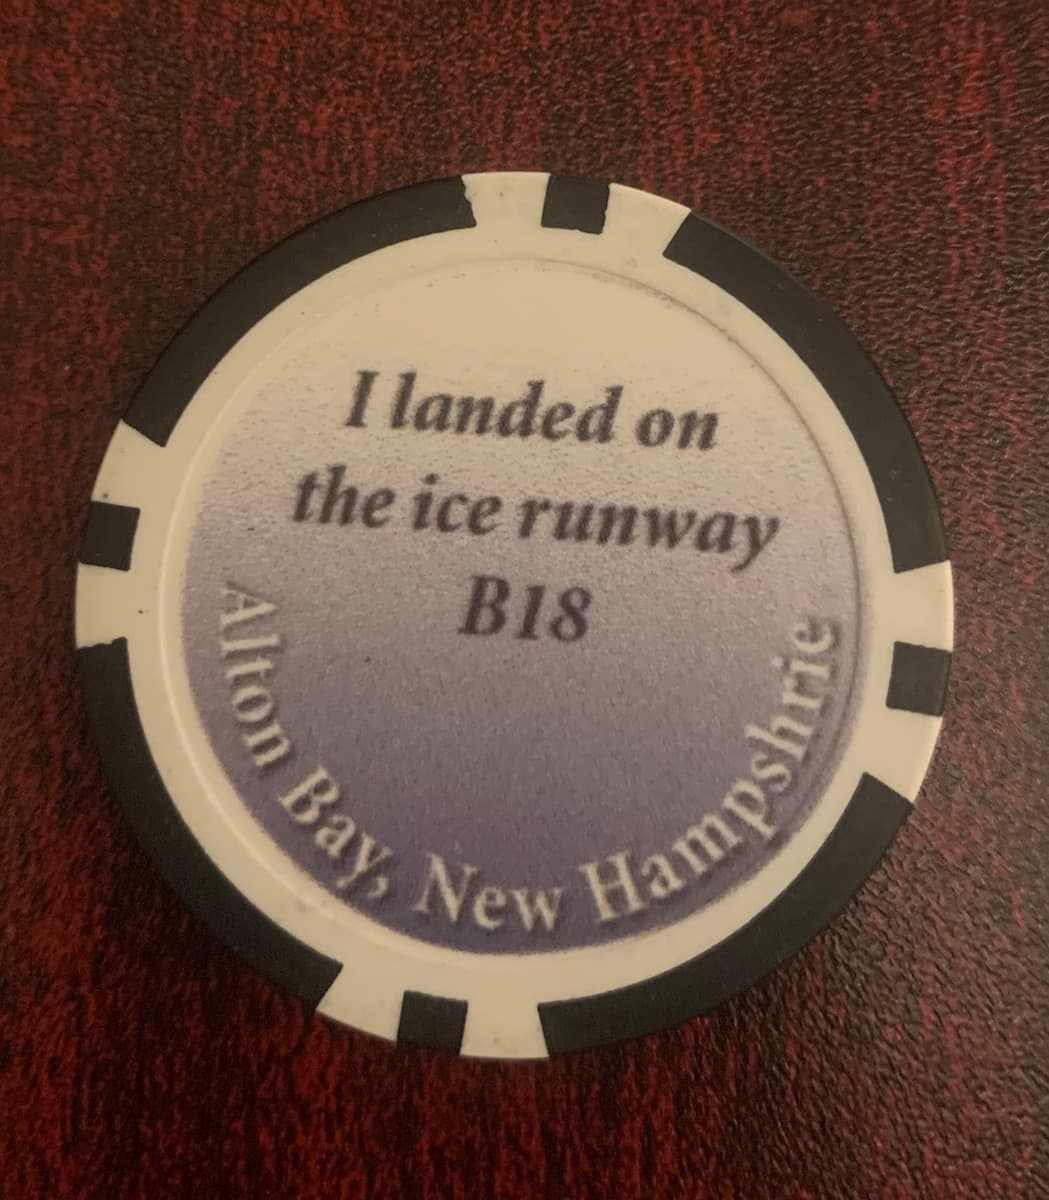 I landed on
the ice runway
B18
Alton Bay, New Hampshrie